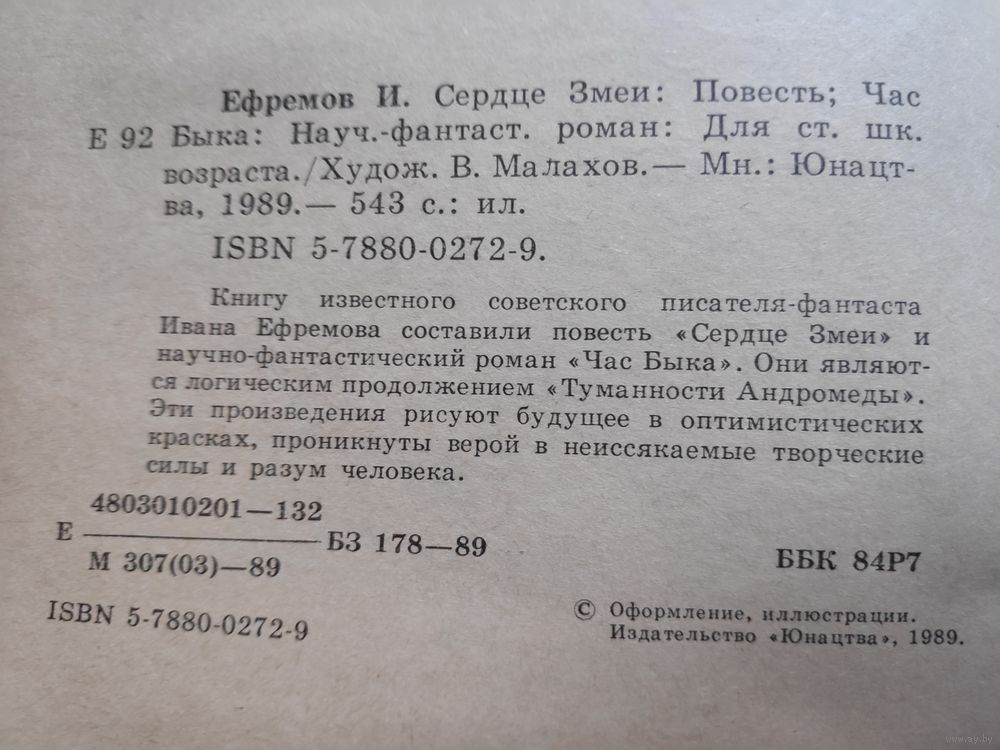 Ефремов И. Сердце Змеи: Повесть; Час
Е 92 Быка: Науч.-фантаст. роман: Для ст. шк.
возраста./Худож. В. Малахов.— Мн.: Юнацт-
ва, 1989.— 543 с.: ил.
ISBN 5-7880-0272-9.
Книгу известного советского писателя-фантаста
Ивана Ефремова составили повесть «Сердце Змеи» и
научно-фантастический роман «Час Быка». Они являют-
ся логическим продолжением «Туманности Андромеды».
Эти произведения рисуют будущее в оптимистических
красках, проникнуты верой в неиссякаемые творческие
силы и разум человека.
4803010201—132
Е ——— БЗ 178—89
М 307(03)—89
ББК 84Р7
ISBN 5-7880-0272-9
© Оформление, иллюстрации.
Издательство «Юнацтва», 1989.
www.ay.by